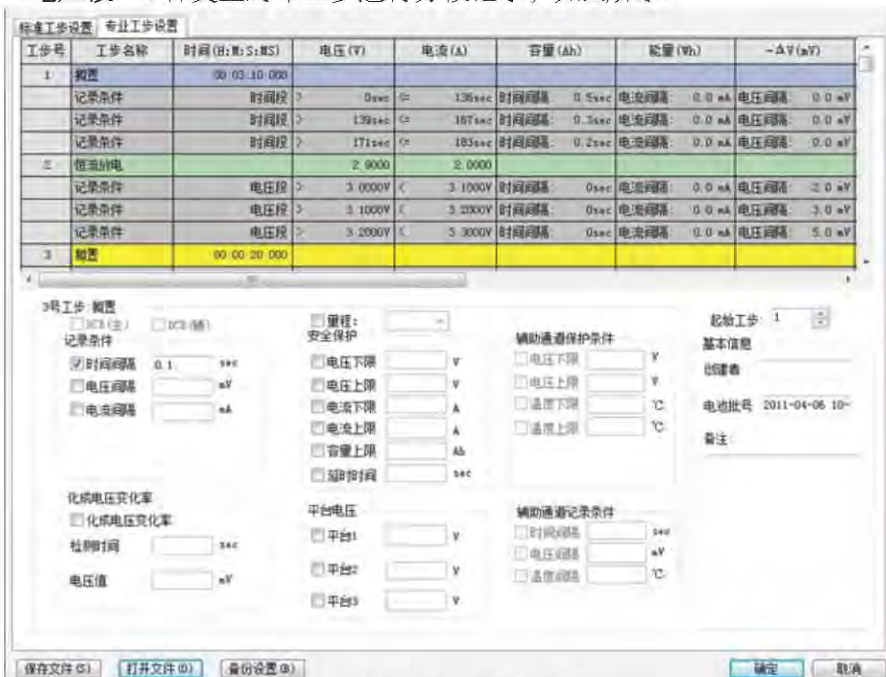 标准工步设置 专业工步设置
工步号 工步名称 时间(H:M:S:MS) 电压(V) 电流(A) 容量(Ah) 能量(Wh) -ΔV(mV)
1 搁置 00:03:10:000
记录条件 时间段 > 0sec <= 136sec 时间间隔: 0.5sec 电流间隔: 0.0 mA 电压间隔: 0.0 mV
记录条件 时间段 > 139sec <= 167sec 时间间隔: 0.3sec 电流间隔: 0.0 mA 电压间隔: 0.0 mV
记录条件 时间段 > 171sec <= 183sec 时间间隔: 0.2sec 电流间隔: 0.0 mA 电压间隔: 0.0 mV
2 恒流放电 2.9000 2.0000
记录条件 电压段 > 3.0000V < 3.1000V 时间间隔: 0sec 电流间隔: 0.0 mA 电压间隔: 2.0 mV
记录条件 电压段 > 3.1000V < 3.2000V 时间间隔: 0sec 电流间隔: 0.0 mA 电压间隔: 3.0 mV
记录条件 电压段 > 3.2000V < 3.3000V 时间间隔: 0sec 电流间隔: 0.0 mA 电压间隔: 5.0 mV
3 搁置 00:00:20:000
3号工步:搁置
DCR(主) DCR(辅)
记录条件
时间间隔 0.1 sec
电压间隔 mV
电流间隔 mA
化成电压变化率
化成电压变化率
检测时间 sec
电压值 mV
量程:
安全保护
电压下限 V
电压上限 V
电流下限 A
电流上限 A
容量上限 Ah
延时时间 sec
平台电压
平台1 V
平台2 V
平台3 V
辅助通道保护条件
电压下限 V
电压上限 V
温度下限 ℃
温度上限 ℃
辅助通道记录条件
时间间隔 sec
电压间隔 mV
温度间隔 ℃
起始工步: 1
基本信息
创建者
电池批号 2011-04-06 10-
备注:
保存文件(S) 打开文件(O) 备份设置(B) 确定 取消